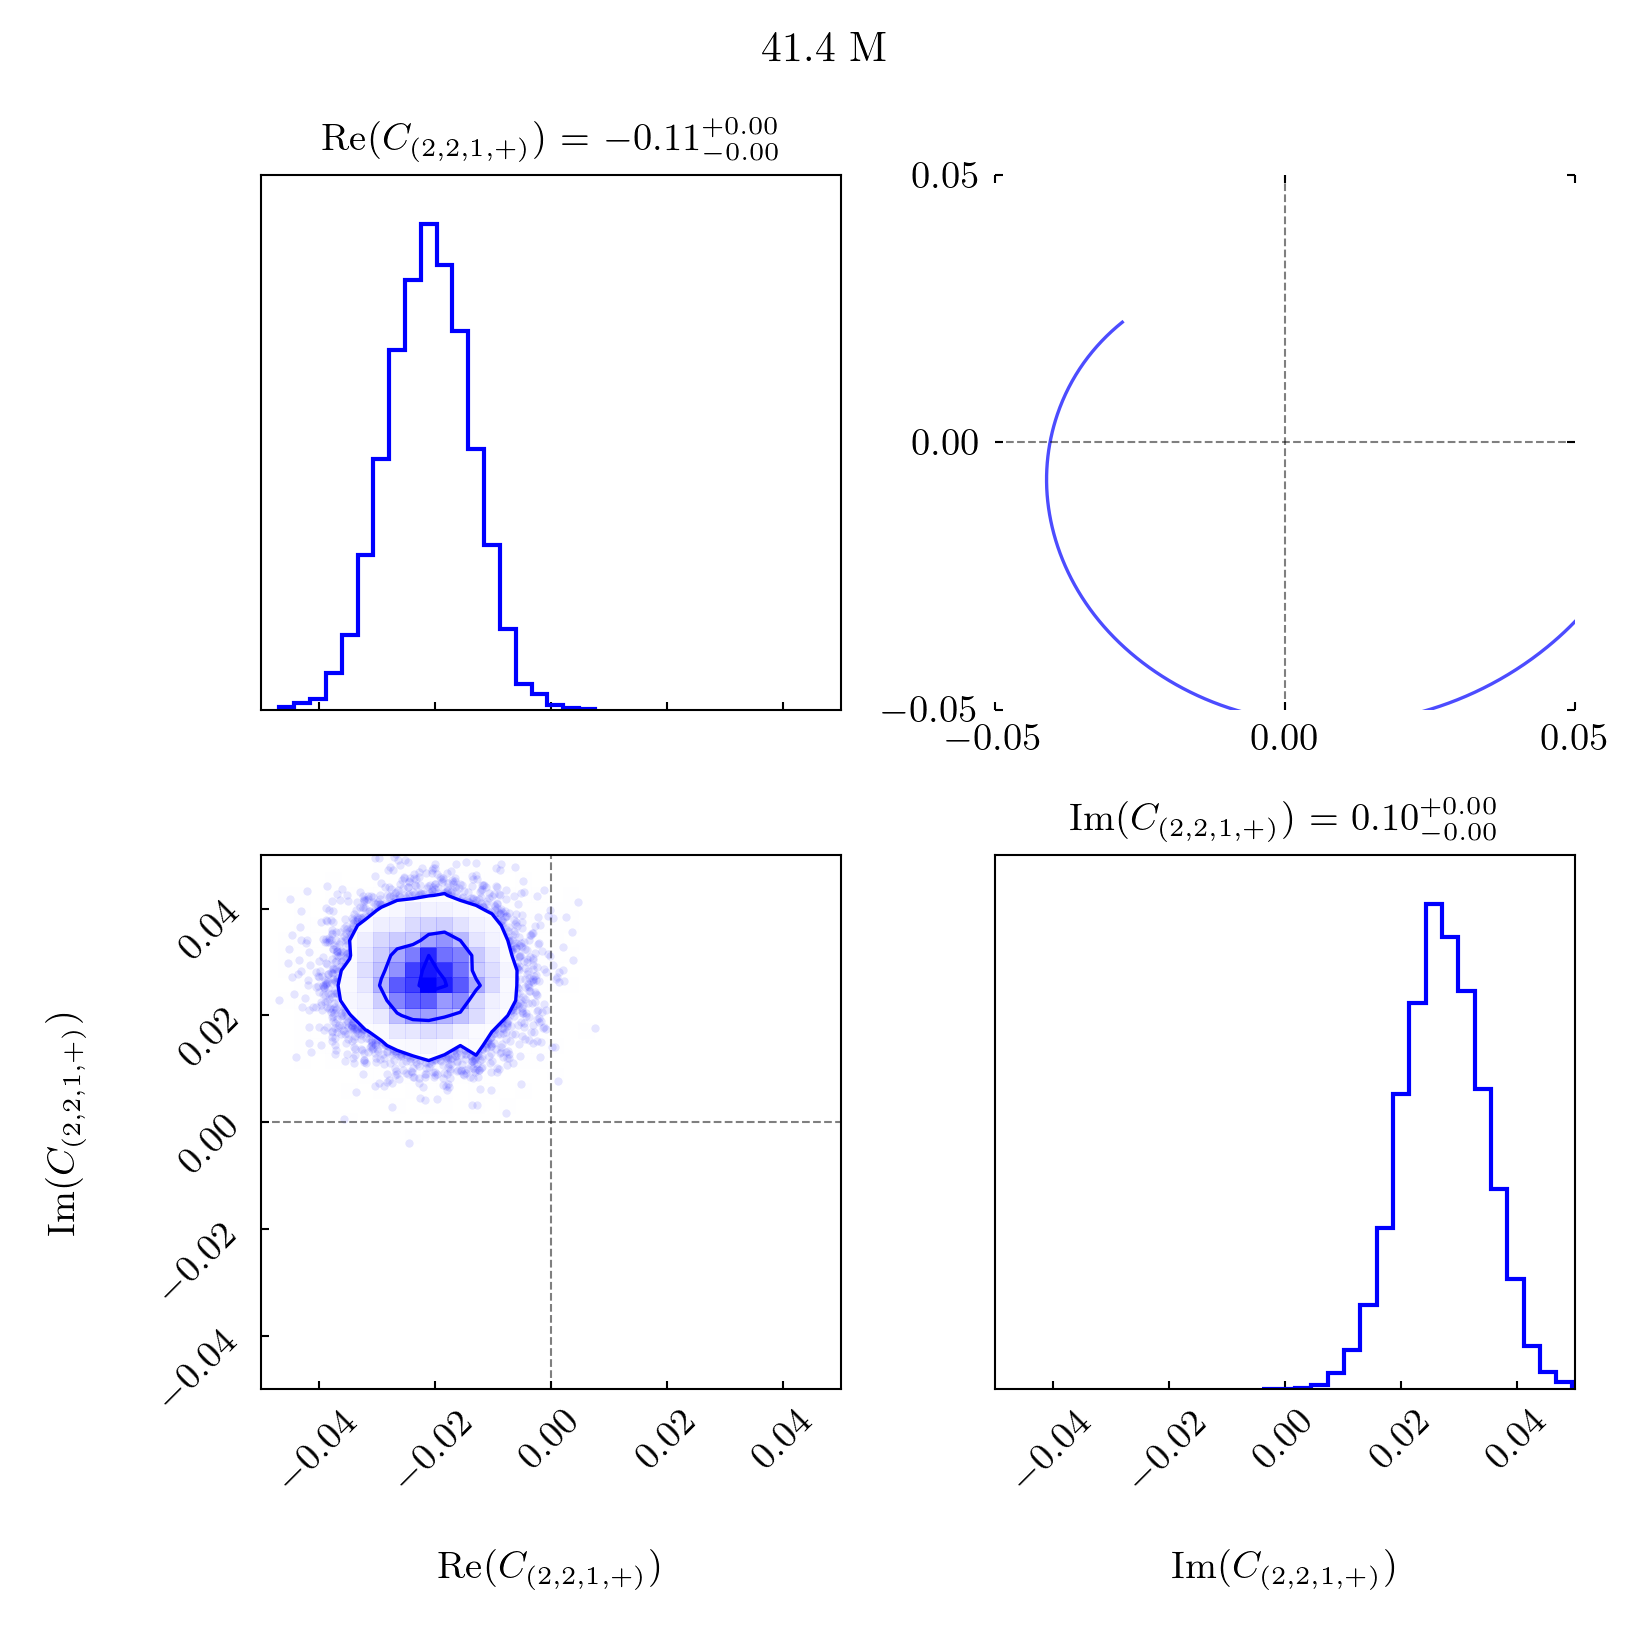 41.4 M
Re(C_{(2,2,1,+)}) = −0.11^{+0.00}_{−0.00}
0.05
0.00
−0.05
−0.05 0.00 0.05
Im(C_{(2,2,1,+)}) = 0.10^{+0.00}_{−0.00}
Im(C_{(2,2,1,+)})
0.04
0.02
0.00
−0.02
−0.04
−0.04 −0.02 0.00 0.02 0.04
−0.04 −0.02 0.00 0.02 0.04
Re(C_{(2,2,1,+)})
Im(C_{(2,2,1,+)})